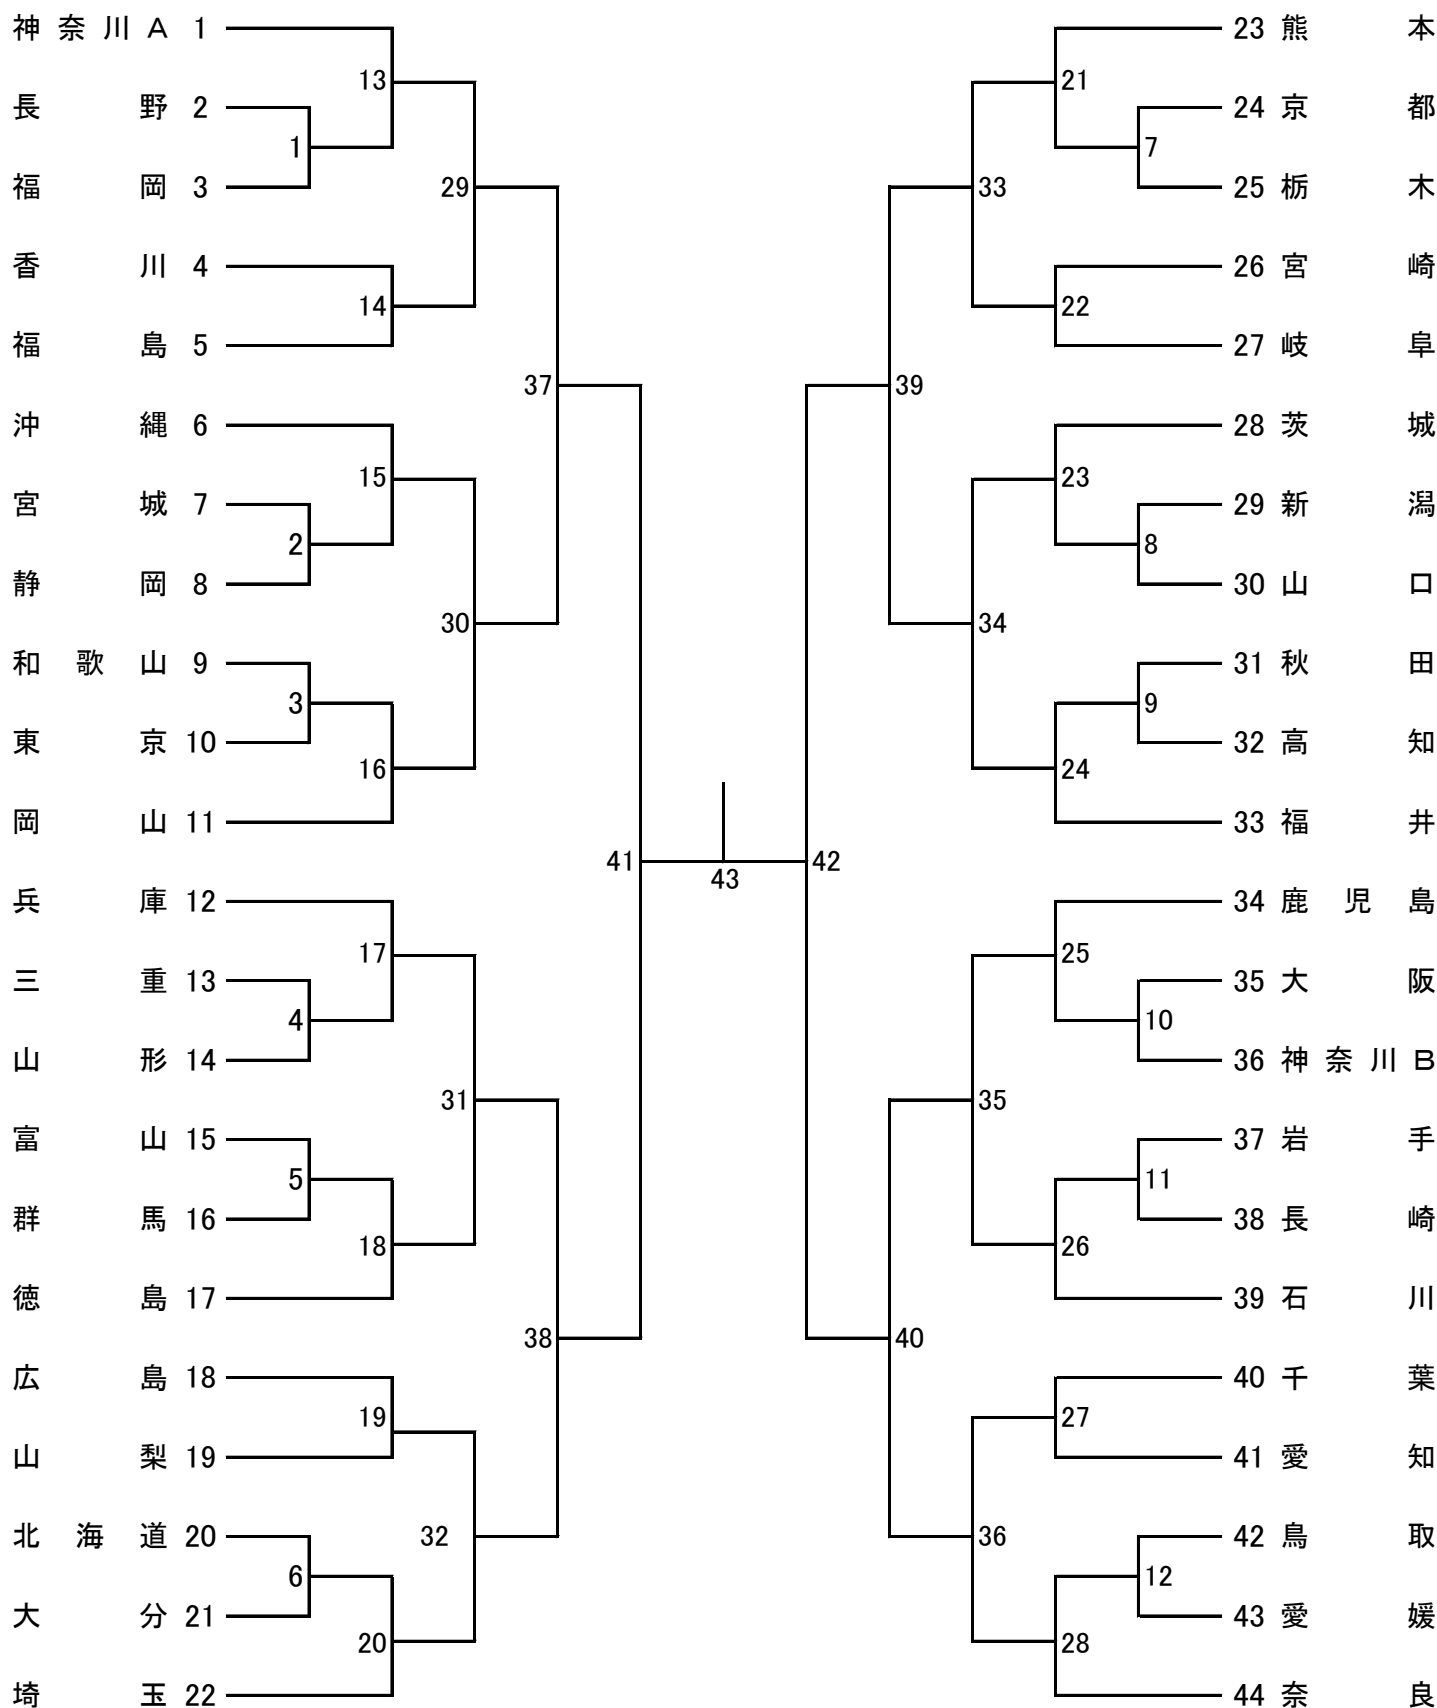 神奈川A 1
13
長野 2
1
福岡 3
29
香川 4
14
福島 5
37
沖縄 6
15
宮城 7
2
静岡 8
30
和歌山 9
3
東京 10
16
岡山 11
41
兵庫 12
17
三重 13
4
山形 14
31
富山 15
5
群馬 16
18
徳島 17
38
広島 18
19
山梨 19
北海道 20
32
6
大分 21
20
埼玉 22
43
23 熊本
21
24 京都
7
25 栃木
33
26 宮崎
22
27 岐阜
39
28 茨城
23
29 新潟
8
30 山口
34
31 秋田
9
32 高知
24
33 福井
42
34 鹿児島
25
35 大阪
10
36 神奈川B
35
37 岩手
11
38 長崎
26
39 石川
40
40 千葉
27
41 愛知
42 鳥取
36
12
43 愛媛
28
44 奈良